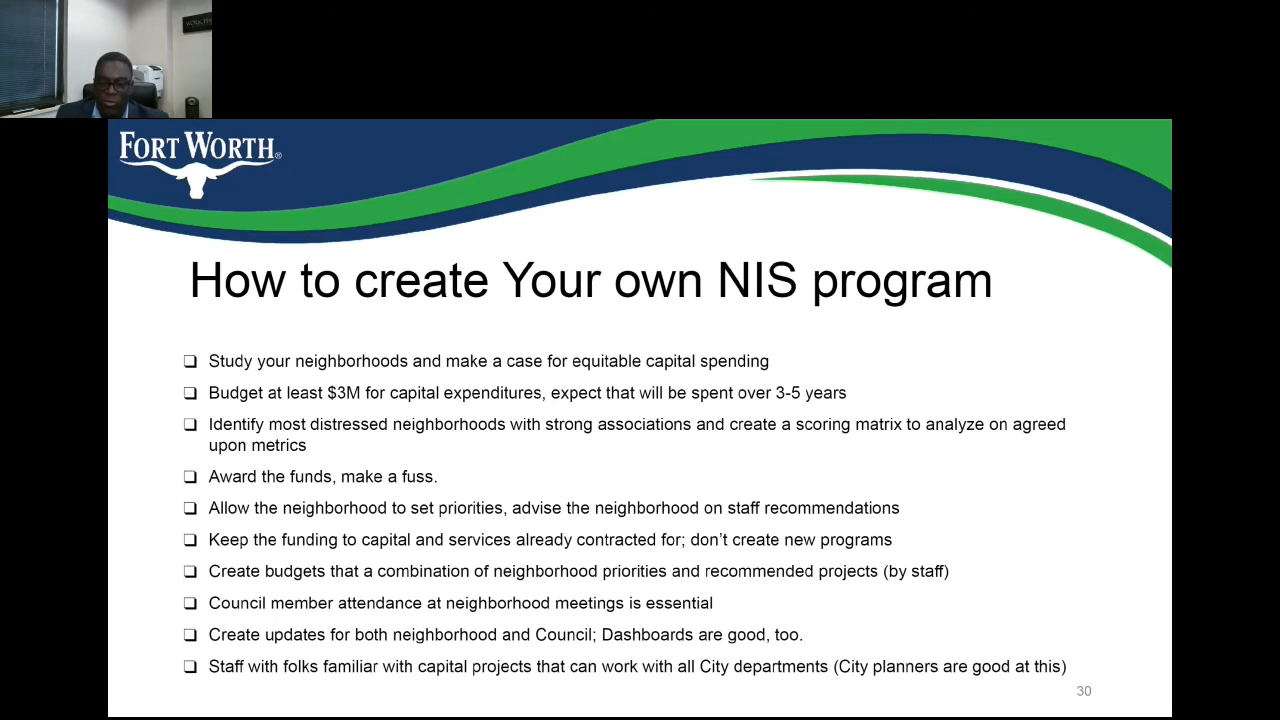 FORT WORTH®
How to create Your own NIS program
❑ Study your neighborhoods and make a case for equitable capital spending
❑ Budget at least $3M for capital expenditures, expect that will be spent over 3-5 years
❑ Identify most distressed neighborhoods with strong associations and create a scoring matrix to analyze on agreed
upon metrics
❑ Award the funds, make a fuss.
❑ Allow the neighborhood to set priorities, advise the neighborhood on staff recommendations
❑ Keep the funding to capital and services already contracted for; don’t create new programs
❑ Create budgets that a combination of neighborhood priorities and recommended projects (by staff)
❑ Council member attendance at neighborhood meetings is essential
❑ Create updates for both neighborhood and Council; Dashboards are good, too.
❑ Staff with folks familiar with capital projects that can work with all City departments (City planners are good at this)
30